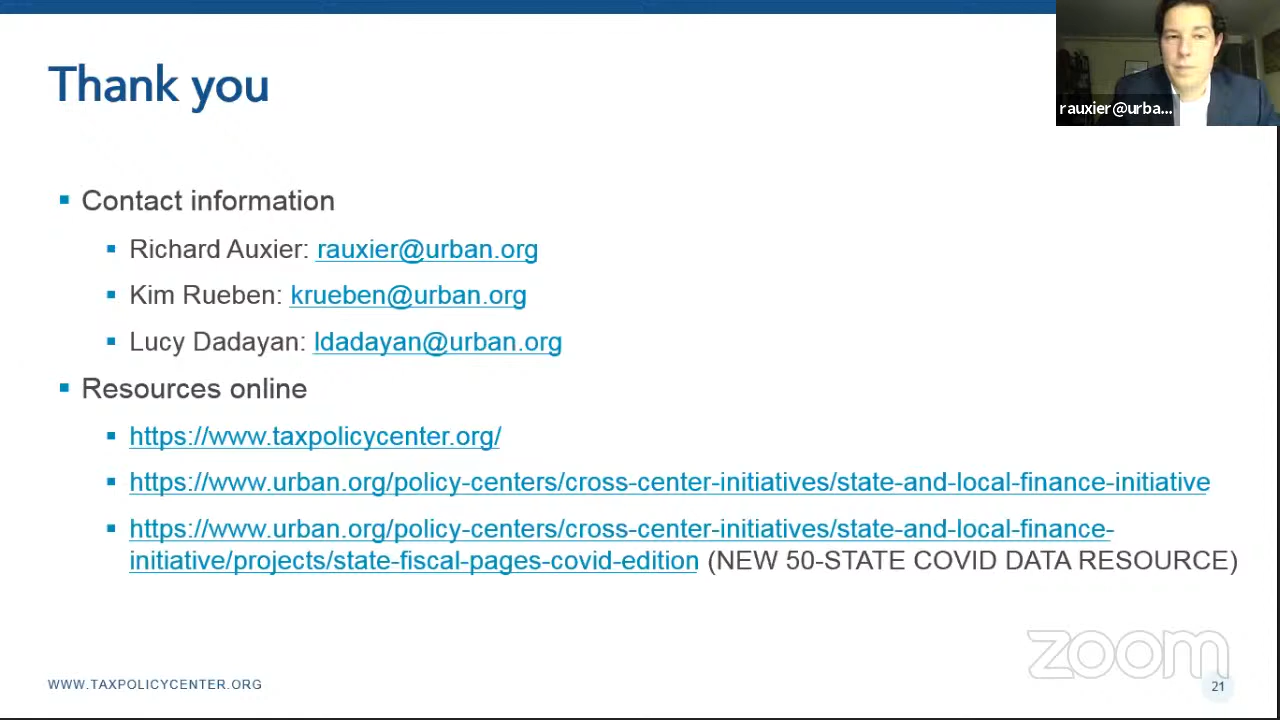 Thank you
rauxier@urba...
Contact information
Richard Auxier: rauxier@urban.org
Kim Rueben: krueben@urban.org
Lucy Dadayan: ldadayan@urban.org
Resources online
https://www.taxpolicycenter.org/
https://www.urban.org/policy-centers/cross-center-initiatives/state-and-local-finance-initiative
https://www.urban.org/policy-centers/cross-center-initiatives/state-and-local-finance-
initiative/projects/state-fiscal-pages-covid-edition (NEW 50-STATE COVID DATA RESOURCE)
zoom
WWW.TAXPOLICYCENTER.ORG
21